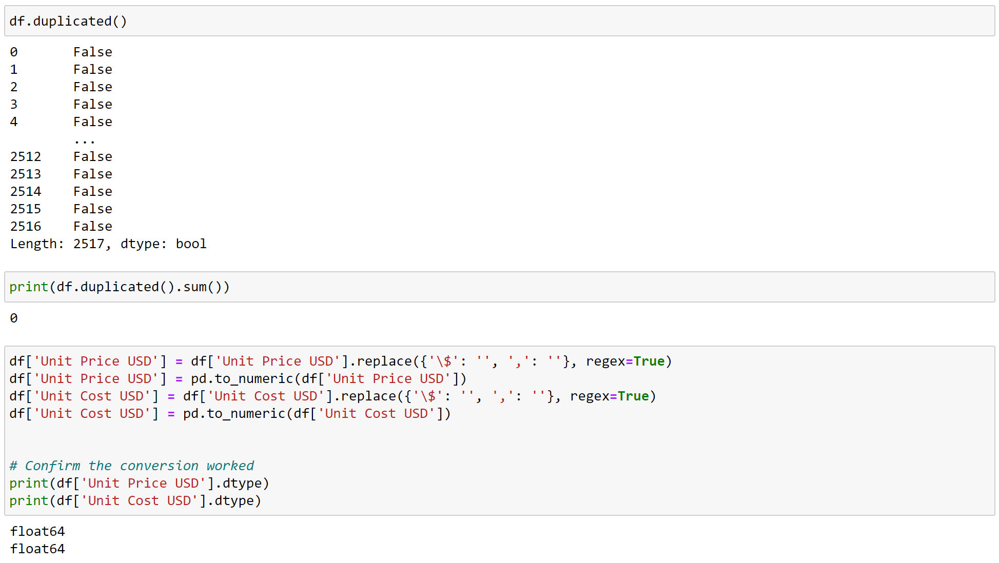 df.duplicated()
0       False
1       False
2       False
3       False
4       False
        ...
2512    False
2513    False
2514    False
2515    False
2516    False
Length: 2517, dtype: bool
print(df.duplicated().sum())
0
df['Unit Price USD'] = df['Unit Price USD'].replace({'\$': '', ',': ''}, regex=True)
df['Unit Price USD'] = pd.to_numeric(df['Unit Price USD'])
df['Unit Cost USD'] = df['Unit Cost USD'].replace({'\$': '', ',': ''}, regex=True)
df['Unit Cost USD'] = pd.to_numeric(df['Unit Cost USD'])
# Confirm the conversion worked
print(df['Unit Price USD'].dtype)
print(df['Unit Cost USD'].dtype)
float64
float64